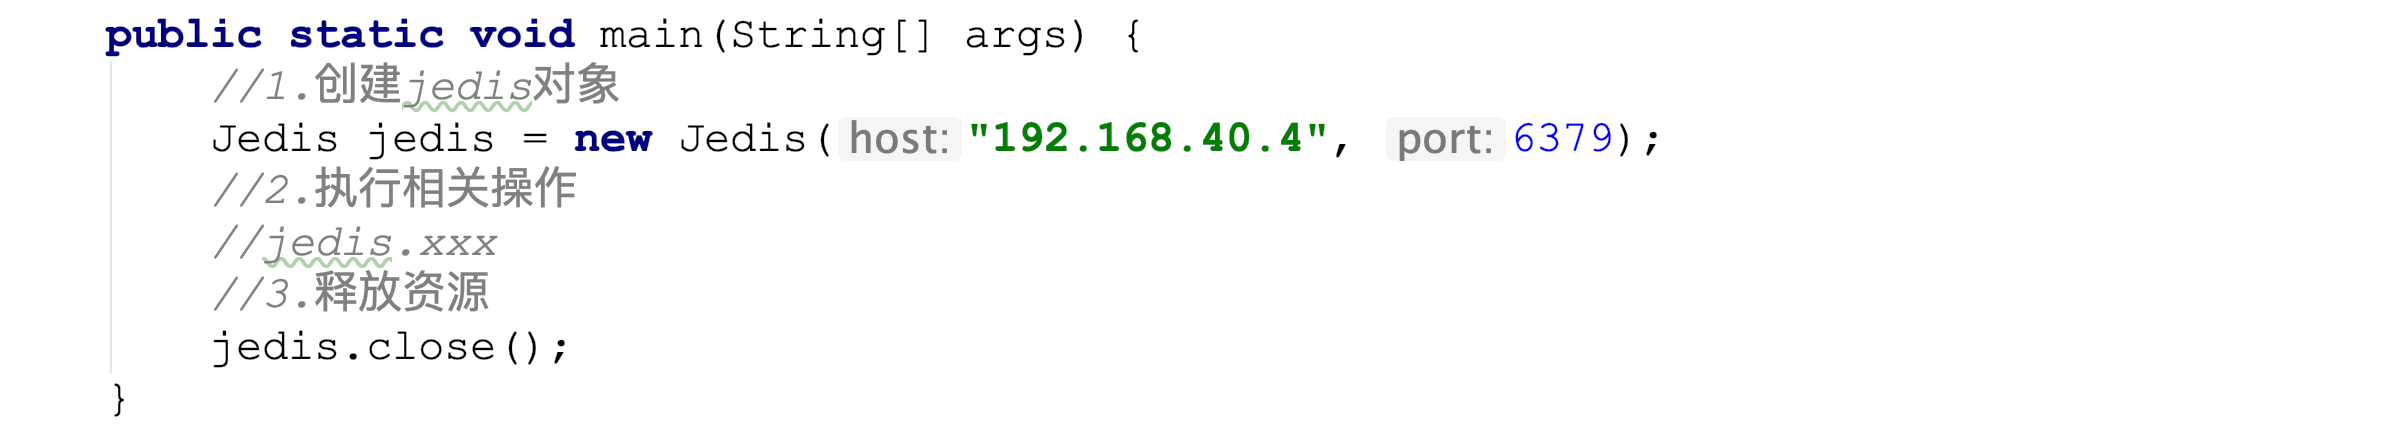 public static void main(String[] args) {
//1.创建jedis对象
Jedis jedis = new Jedis( host: "192.168.40.4", port: 6379);
//2.执行相关操作
//jedis.xxx
//3.释放资源
jedis.close();
}